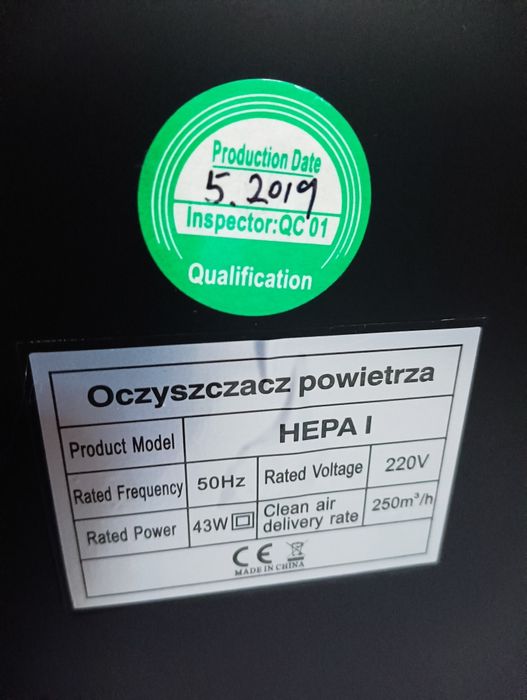 Production Date
5.2019
Inspector:QC 01
Qualification
Oczyszczacz powietrza
Product Model HEPA I
Rated Frequency 50Hz Rated Voltage 220V
Rated Power 43W Clean air delivery rate 250m³/h
CE
MADE IN CHINA